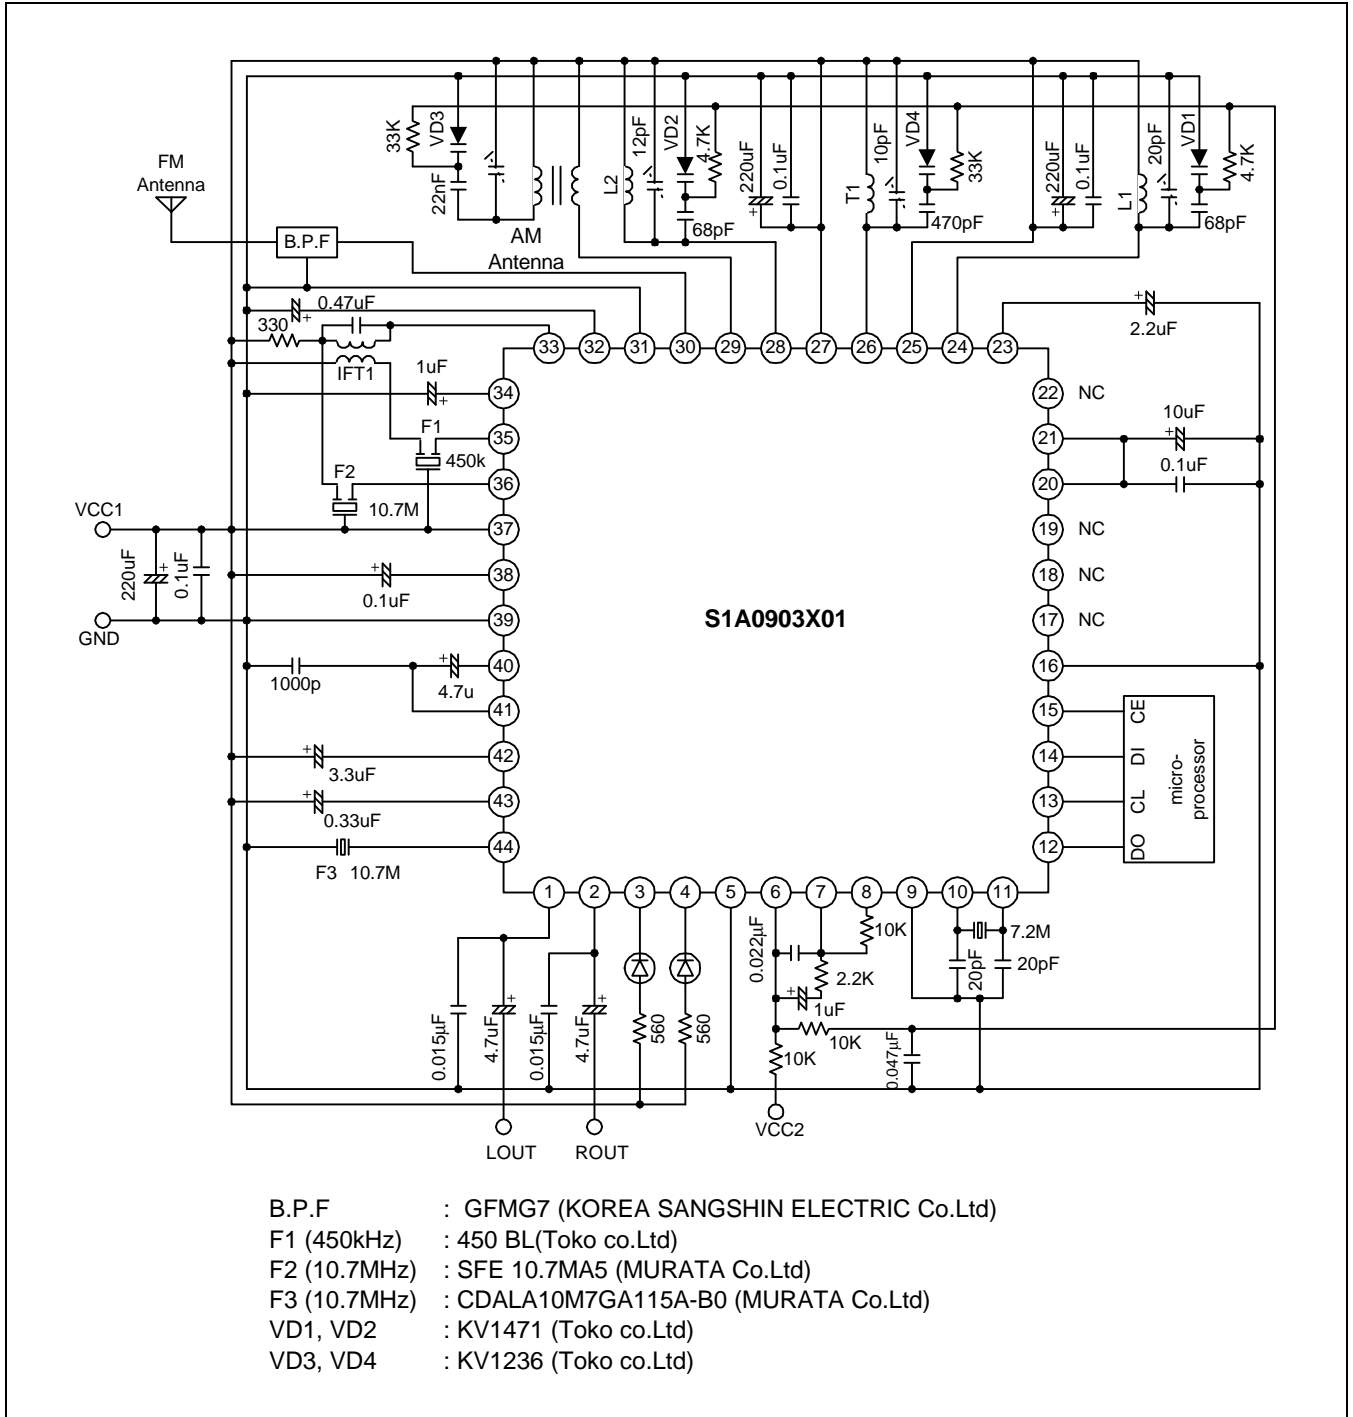 33K
VD3
22nF
12pF
VD2
4.7K
L2
68pF
220uF
0.1uF
10pF
VD4
T1
33K
470pF
220uF
0.1uF
20pF
VD1
L1
4.7K
68pF
FM
Antenna
B.P.F
AM
Antenna
0.47uF
+
330
IFT1
1uF
+
F1
450k
F2
10.7M
2.2uF
+
33 32 31 30 29 28 27 26 25 24 23
34
35
36
37
38
39
40
41
42
43
44
22 NC
21
20
19 NC
18 NC
17 NC
16
15
14
13
12
10uF
+
0.1uF
VCC1
220uF
+
0.1uF
GND
+
0.1uF
S1A0903X01
1000p
+
4.7u
+
3.3uF
+
0.33uF
F3 10.7M
CE
DI
CL
DO
micro-
processor
1 2 3 4 5 6 7 8 9 10 11
0.015µF
4.7uF
+
0.015µF
4.7uF
+
560
560
0.022µF
10K
2.2K
+
1uF
10K
10K
0.047µF
7.2M
20pF
20pF
VCC2
LOUT
ROUT
B.P.F : GFMG7 (KOREA SANGSHIN ELECTRIC Co.Ltd)
F1 (450kHz) : 450 BL(Toko co.Ltd)
F2 (10.7MHz) : SFE 10.7MA5 (MURATA Co.Ltd)
F3 (10.7MHz) : CDALA10M7GA115A-B0 (MURATA Co.Ltd)
VD1, VD2 : KV1471 (Toko co.Ltd)
VD3, VD4 : KV1236 (Toko co.Ltd)